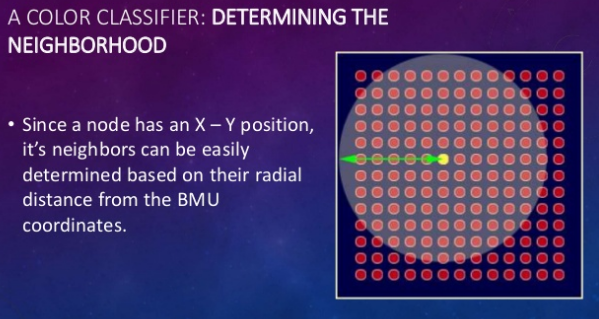 A COLOR CLASSIFIER: DETERMINING THE
NEIGHBORHOOD
• Since a node has an X – Y position,
it's neighbors can be easily
determined based on their radial
distance from the BMU
coordinates.